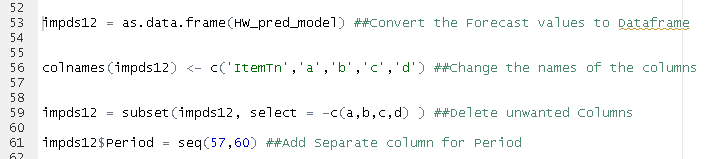 52
53 impds12 = as.data.frame(HW_pred_model) ##Convert the Forecast values to Dataframe
54
55
56 colnames(impds12) <- c('ItemTn','a','b','c','d') ##Change the names of the columns
57
58
59 impds12 = subset(impds12, select = -c(a,b,c,d) ) ##Delete unwanted Columns
60
61 impds12$Period = seq(57,60) ##Add Separate column for Period
62